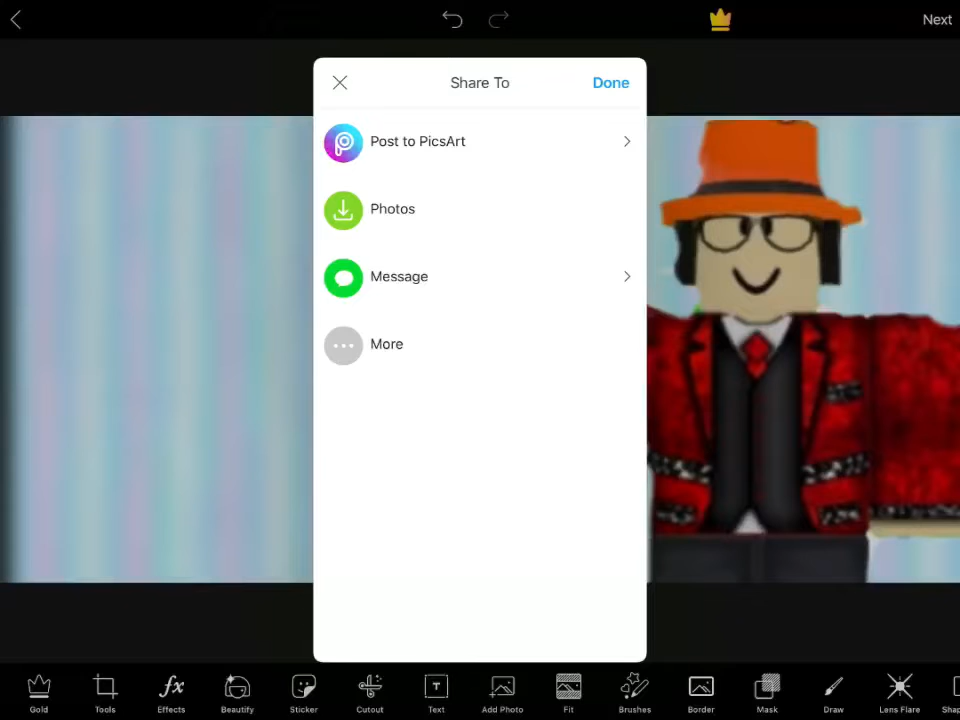 Next
Share To
Done
Post to PicsArt
Photos
Message
More
Gold
Tools
Effects
Beautify
Sticker
Cutout
Text
Add Photo
Fit
Brushes
Border
Mask
Draw
Lens Flare